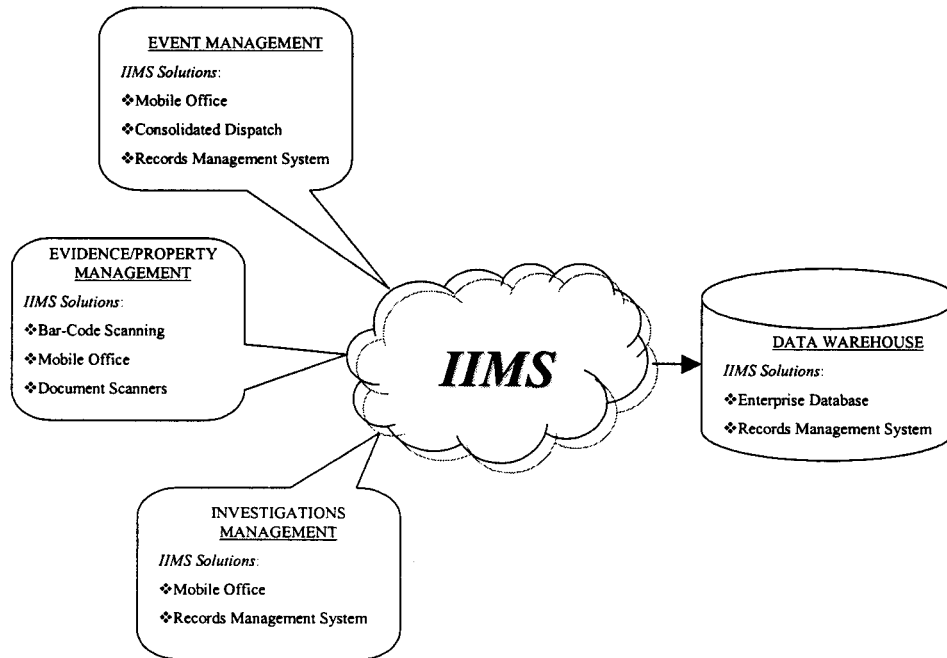 EVENT MANAGEMENT
IIMS Solutions:
❖Mobile Office
❖Consolidated Dispatch
❖Records Management System
EVIDENCE/PROPERTY
MANAGEMENT
IIMS Solutions:
❖Bar-Code Scanning
❖Mobile Office
❖Document Scanners
IIMS
DATA WAREHOUSE
IIMS Solutions:
❖Enterprise Database
❖Records Management System
INVESTIGATIONS
MANAGEMENT
IIMS Solutions:
❖Mobile Office
❖Records Management System